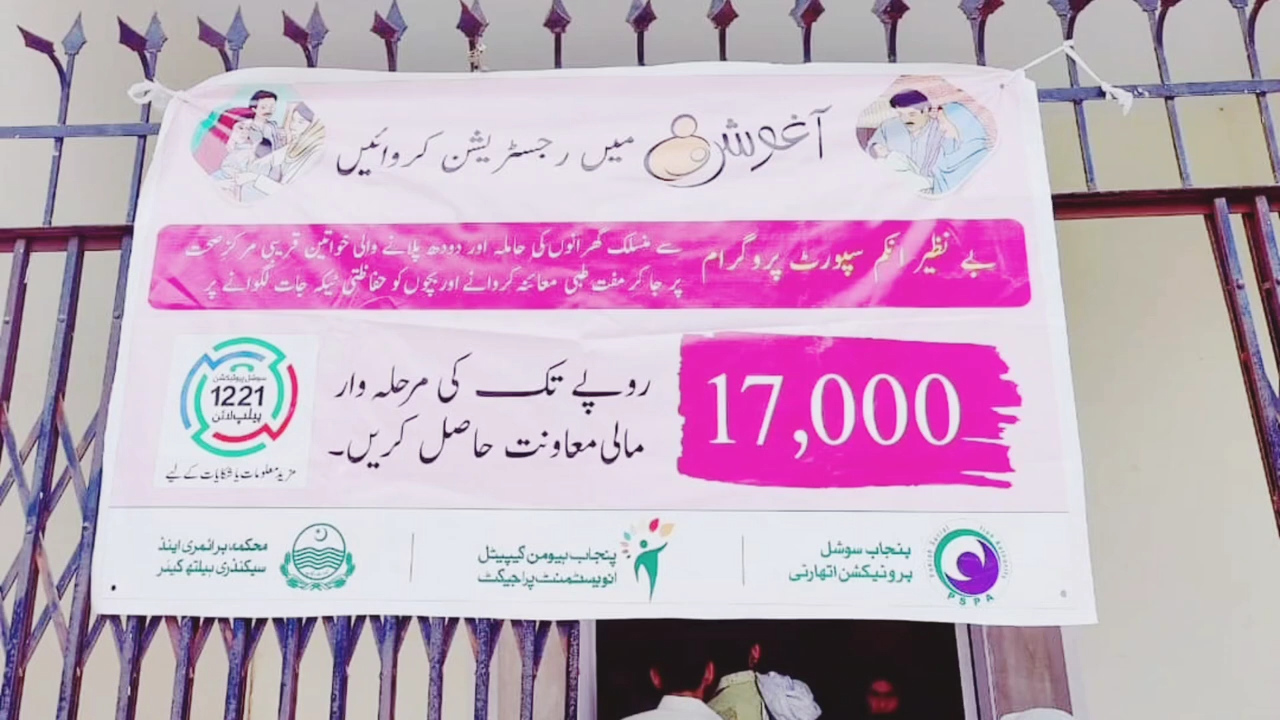 آغوش میں رجسٹریشن کروائیں
بے نظیر انکم سپورٹ پروگرام سے منسلک گھرانوں کی حاملہ اور دودھ پلانے والی خواتین قریبی مرکز صحت
پر جا کر مفت طبی معائنہ کروانے اور بچوں کو حفاظتی ٹیکہ جات لگوانے پر
17,000
روپے تک کی مرحلہ وار
مالی معاونت حاصل کریں۔
سوشل پروٹیکشن
1221
ہیلپ لائن
مزید معلومات یا شکایات کے لیے
پنجاب سوشل
پروٹیکشن اتھارٹی
PSPA
پنجاب ہیومن کیپیٹل
انویسٹمنٹ پراجیکٹ
محکمہ پرائمری اینڈ
سیکنڈری ہیلتھ کیئر